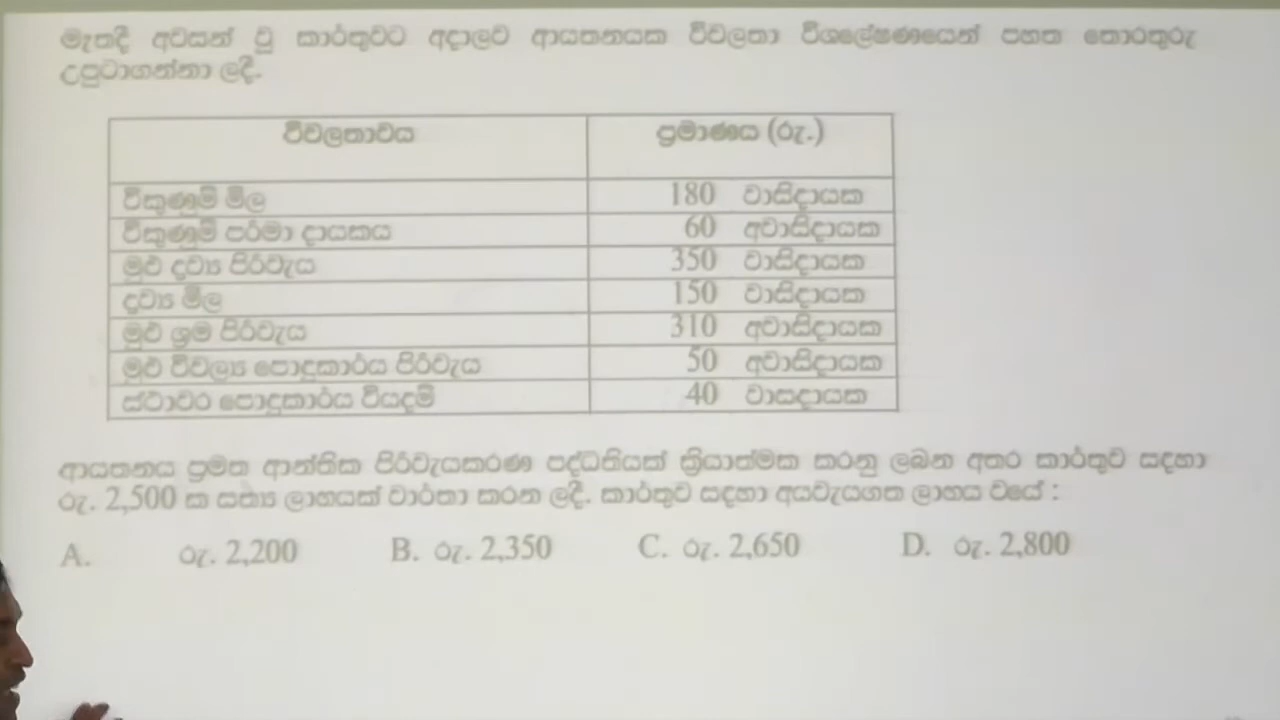 මෑතදී අවසන් වූ කාර්තුවට අදාලව ආයතනයක විචලතා විශ්ලේෂණයෙන් පහත තොරතුරු
උපුටාගන්නා ලදී.
විචලතාවය ප්‍රමාණය (රු.)
විකුණුම් මිල 180 වාසිදායක
විකුණුම් පරිමා දායකය 60 අවාසිදායක
මුළු ද්‍රව්‍ය පිරිවැය 350 වාසිදායක
ද්‍රව්‍ය මිල 150 වාසිදායක
මුළු ශ්‍රම පිරිවැය 310 අවාසිදායක
මුළු විචල්‍ය පොදුකාර්ය පිරිවැය 50 අවාසිදායක
ස්ථාවර පොදුකාර්ය වියදම් 40 වාසදායක
ආයතනය ප්‍රමත ආන්තික පිරිවැයකරණ පද්ධතියක් ක්‍රියාත්මක කරනු ලබන අතර කාර්තුව සඳහා
රු. 2,500 ක සත්‍ය ලාභයක් වාර්තා කරන ලදී. කාර්තුව සඳහා අයවැයගත ලාභය වයේ :
A. රු. 2,200 B. රු. 2,350 C. රු. 2,650 D. රු. 2,800